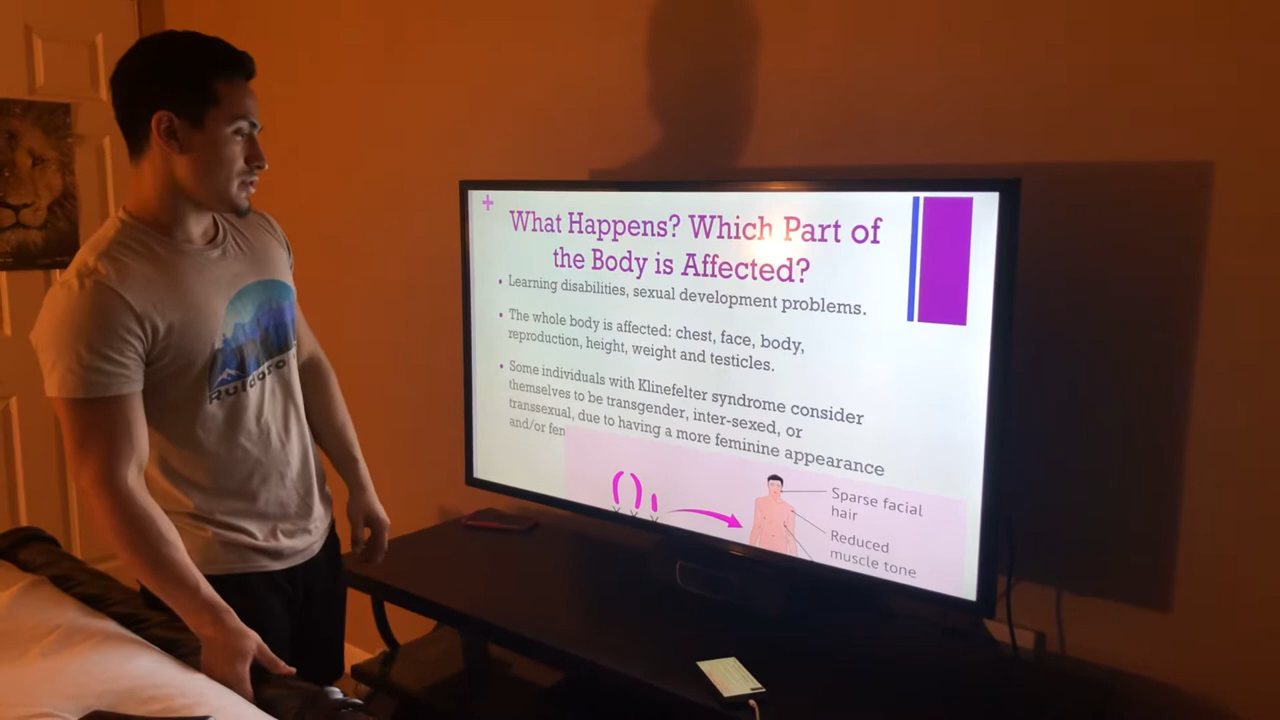 What Happens? Which Part of
the Body is Affected?
• Learning disabilities, sexual development problems.
• The whole body is affected: chest, face, body,
reproduction, height, weight and testicles.
• Some individuals with Klinefelter syndrome consider
themselves to be transgender, inter-sexed, or
transsexual, due to having a more feminine appearance
and/or fem
Sparse facial
hair
Reduced
muscle tone